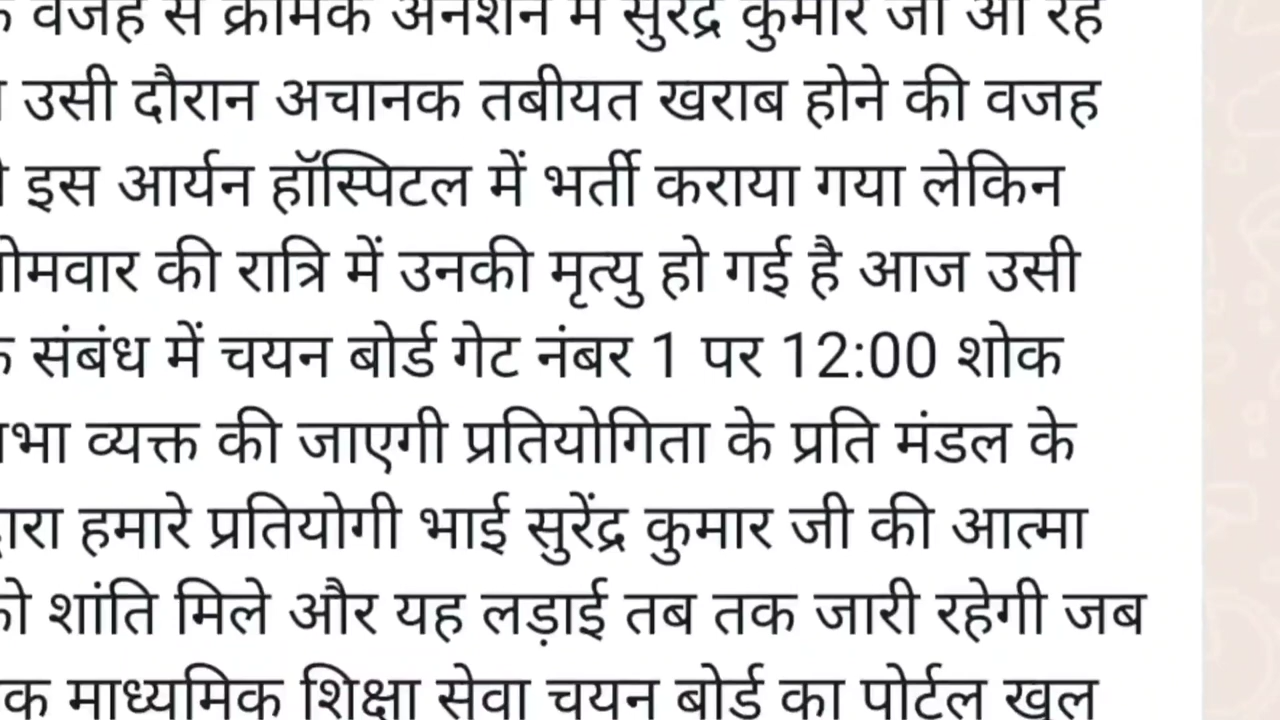 वजह से क्रमिक अनशन में सुरेंद्र कुमार जी आ रहे
उसी दौरान अचानक तबीयत खराब होने की वजह
इस आर्यन हॉस्पिटल में भर्ती कराया गया लेकिन
ोमवार की रात्रि में उनकी मृत्यु हो गई है आज उसी
संबंध में चयन बोर्ड गेट नंबर 1 पर 12:00 शोक
भा व्यक्त की जाएगी प्रतियोगिता के प्रति मंडल के
ारा हमारे प्रतियोगी भाई सुरेंद्र कुमार जी की आत्मा
को शांति मिले और यह लड़ाई तब तक जारी रहेगी जब
क माध्यमिक शिक्षा सेवा चयन बोर्ड का पोर्टल खुल